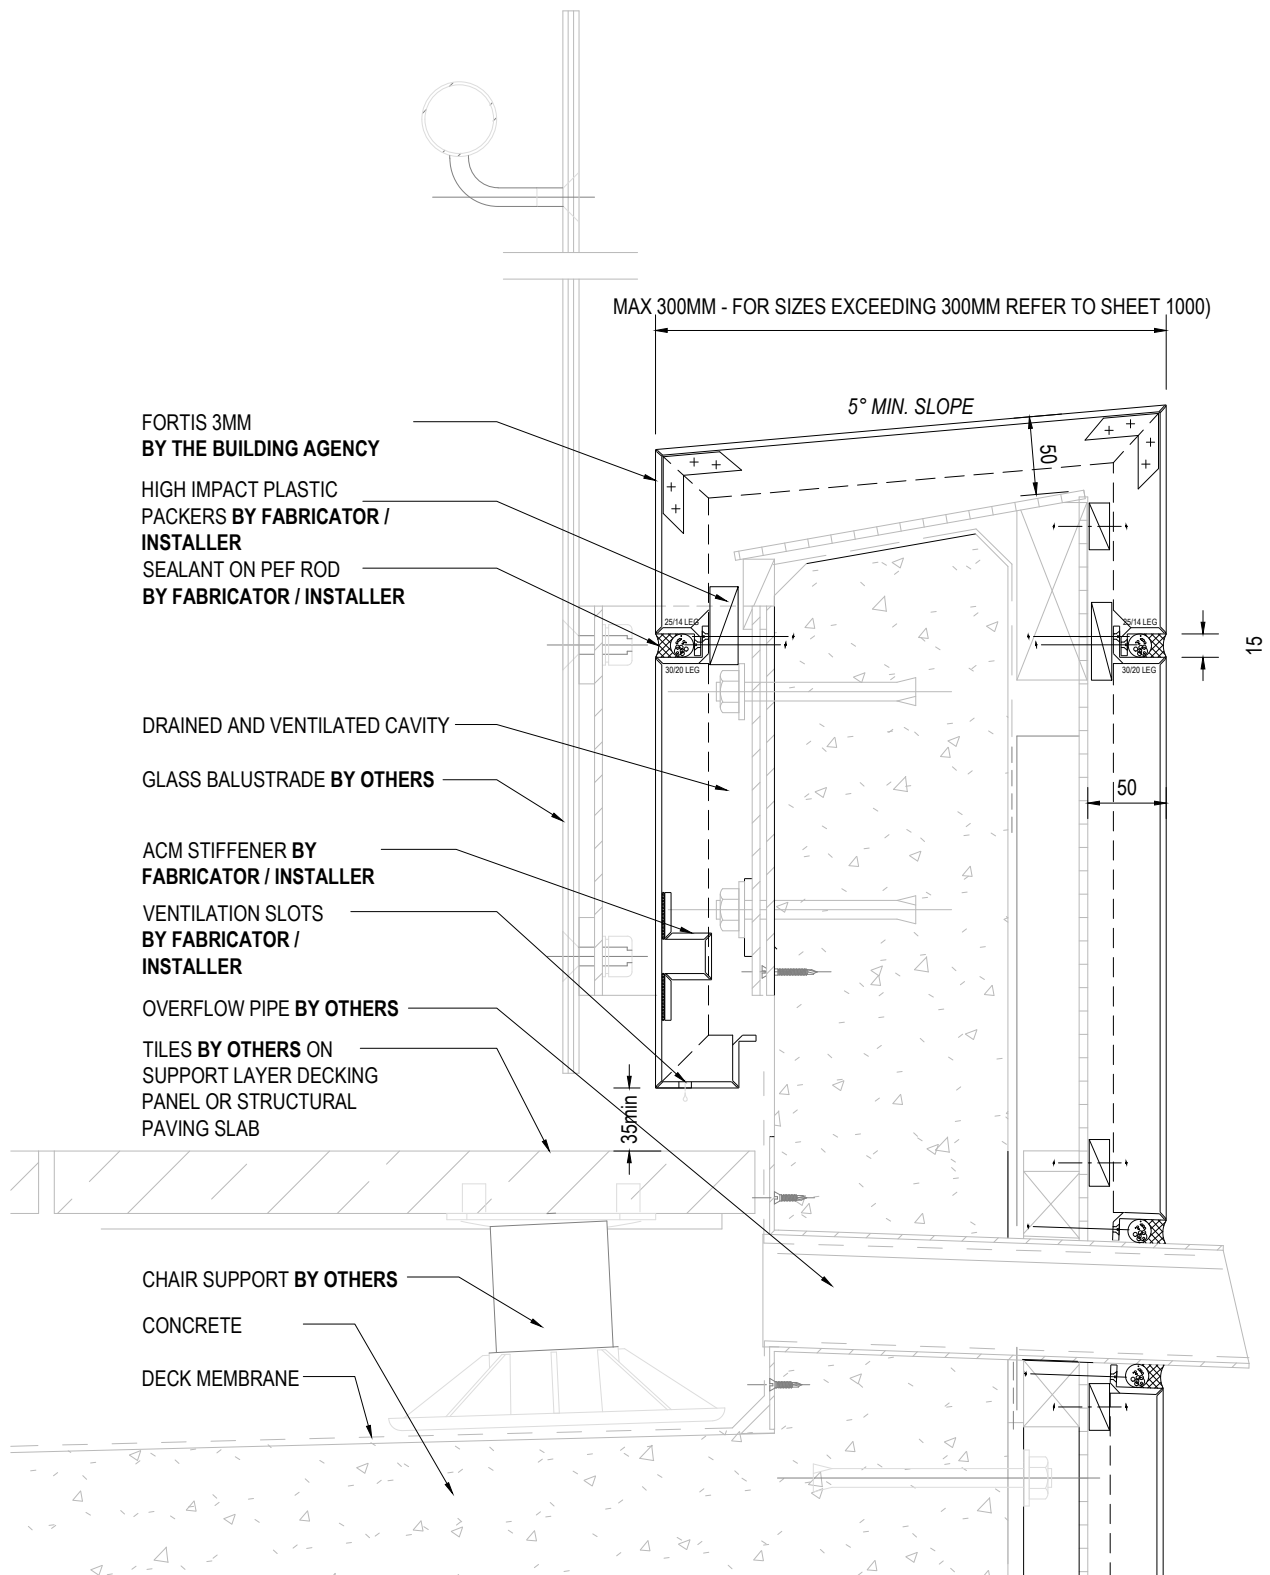 MAX 300MM - FOR SIZES EXCEEDING 300MM REFER TO SHEET 1000)
5° MIN. SLOPE
50
FORTIS 3MM
BY THE BUILDING AGENCY
HIGH IMPACT PLASTIC
PACKERS BY FABRICATOR /
INSTALLER
SEALANT ON PEF ROD
BY FABRICATOR / INSTALLER
25/14 LEG
30/20 LEG
25/14 LEG
30/20 LEG
15
DRAINED AND VENTILATED CAVITY
GLASS BALUSTRADE BY OTHERS
50
ACM STIFFENER BY
FABRICATOR / INSTALLER
VENTILATION SLOTS
BY FABRICATOR /
INSTALLER
OVERFLOW PIPE BY OTHERS
TILES BY OTHERS ON
SUPPORT LAYER DECKING
PANEL OR STRUCTURAL
PAVING SLAB
35min
CHAIR SUPPORT BY OTHERS
CONCRETE
DECK MEMBRANE